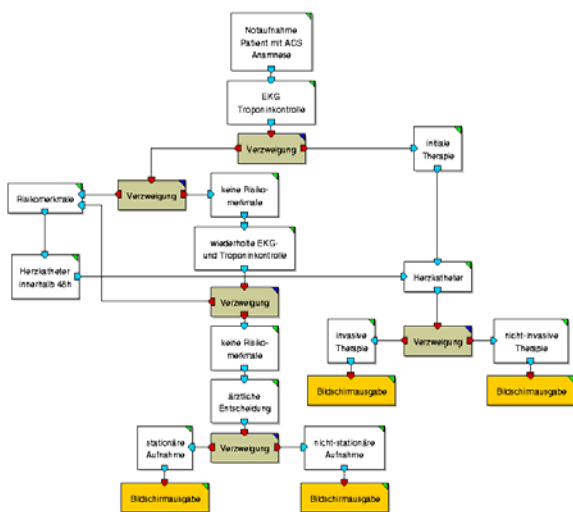 Notaufnahme
Patient mit ACS
Anamnese
EKG
Troponinkontrolle
Verzweigung
initiale
Therapie
Risikomerkmale
Verzweigung
keine Risiko-
merkmale
wiederholte EKG-
und Troponinkontrolle
Herzkatheter
innerhalb 48h
Herzkatheter
Verzweigung
keine Risiko-
merkmale
invasive
Therapie
Verzweigung
nicht-invasive
Therapie
Bildschirmausgabe
Bildschirmausgabe
ärztliche
Entscheidung
stationäre
Aufnahme
Verzweigung
nicht-stationäre
Aufnahme
Bildschirmausgabe
Bildschirmausgabe